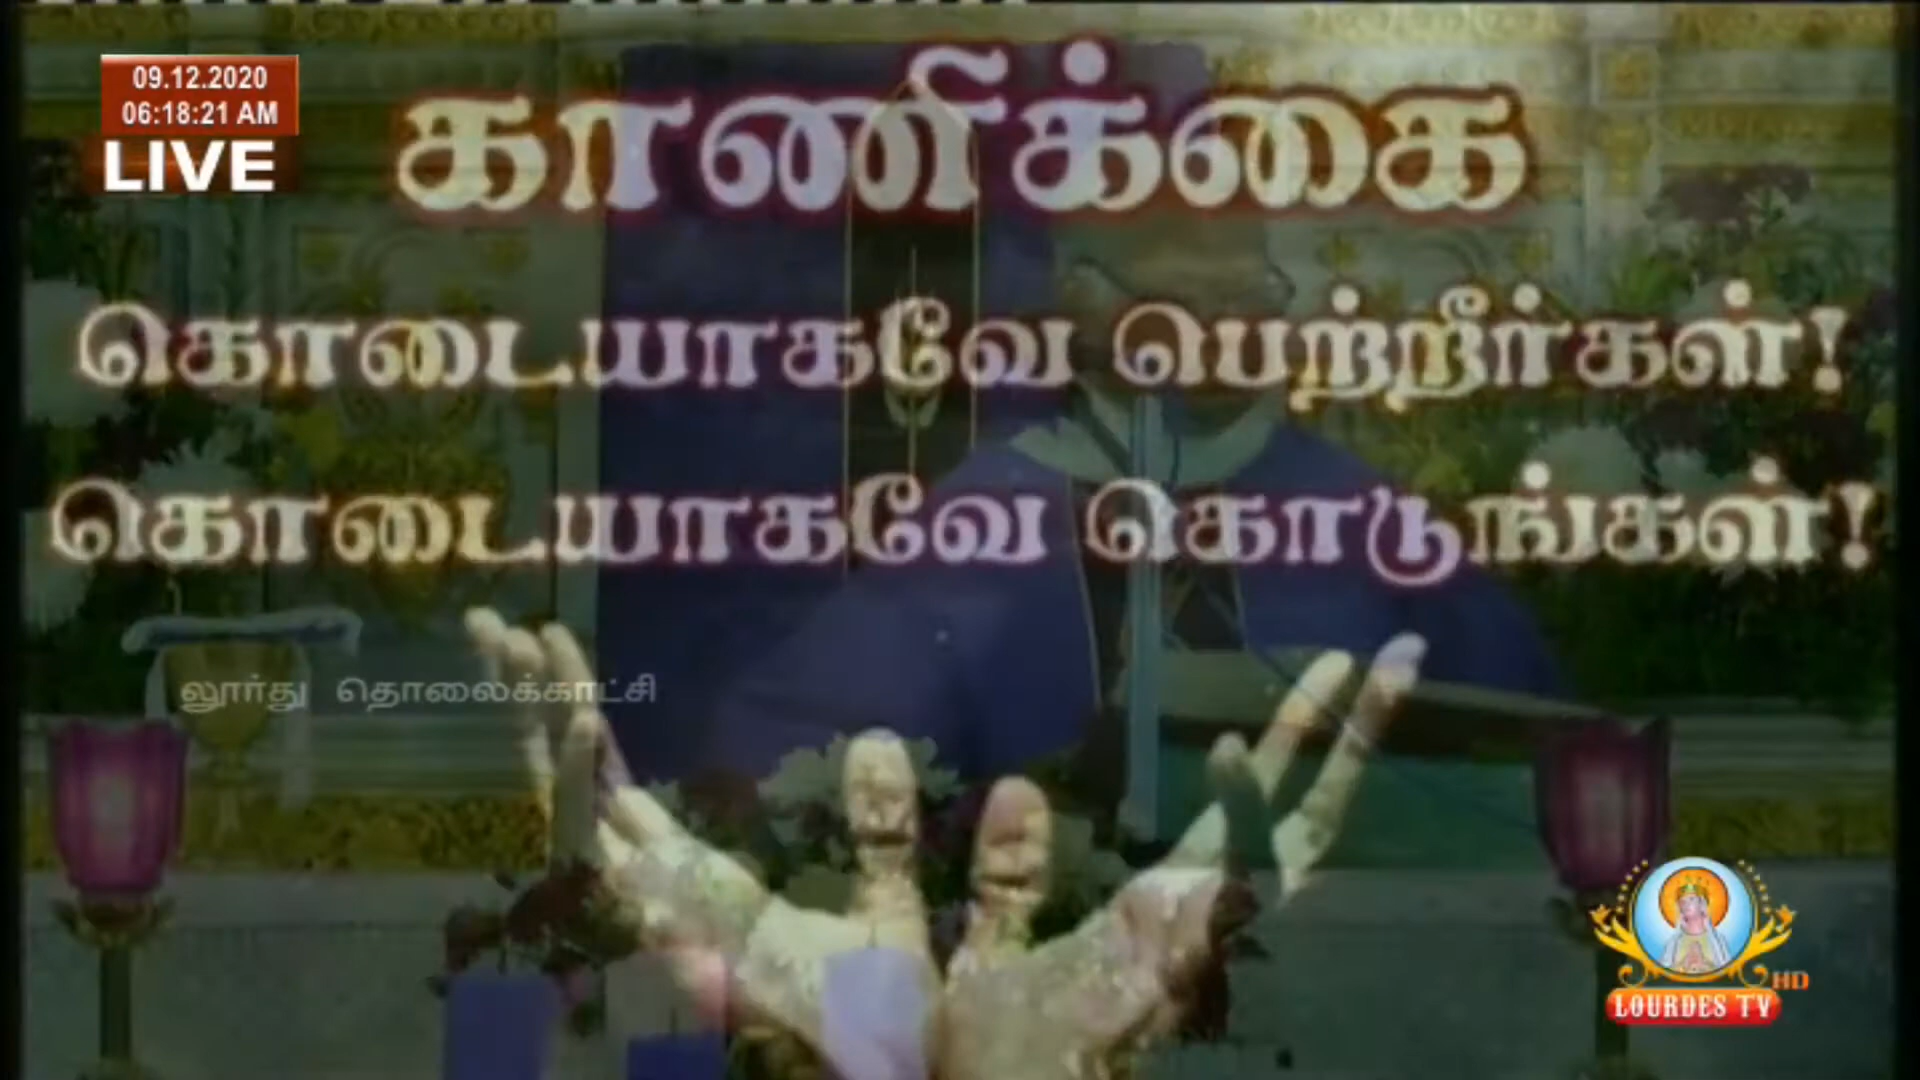 09.12.2020
06:18:21 AM
LIVE
காணிக்கை
கொடையாகவே பெற்றீர்கள்!
கொடையாகவே கொடுங்கள்!
லூர்து தொலைக்காட்சி
HD
LOURDES TV